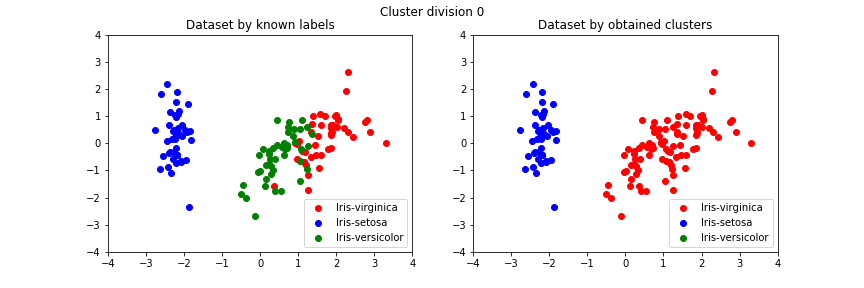 Cluster division 0
Dataset by known labels
4
3
2
1
0
−1
−2
−3
−4
−4 −3 −2 −1 0 1 2 3 4
Iris-virginica
Iris-setosa
Iris-versicolor
Dataset by obtained clusters
4
3
2
1
0
−1
−2
−3
−4
−4 −3 −2 −1 0 1 2 3 4
Iris-virginica
Iris-setosa
Iris-versicolor